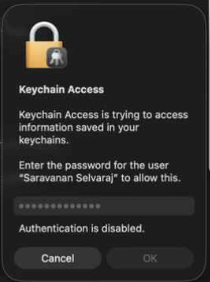 Keychain Access
Keychain Access is trying to access
information saved in your
keychains.
Enter the password for the user
“Saravanan Selvaraj” to allow this.
Authentication is disabled.
Cancel
OK